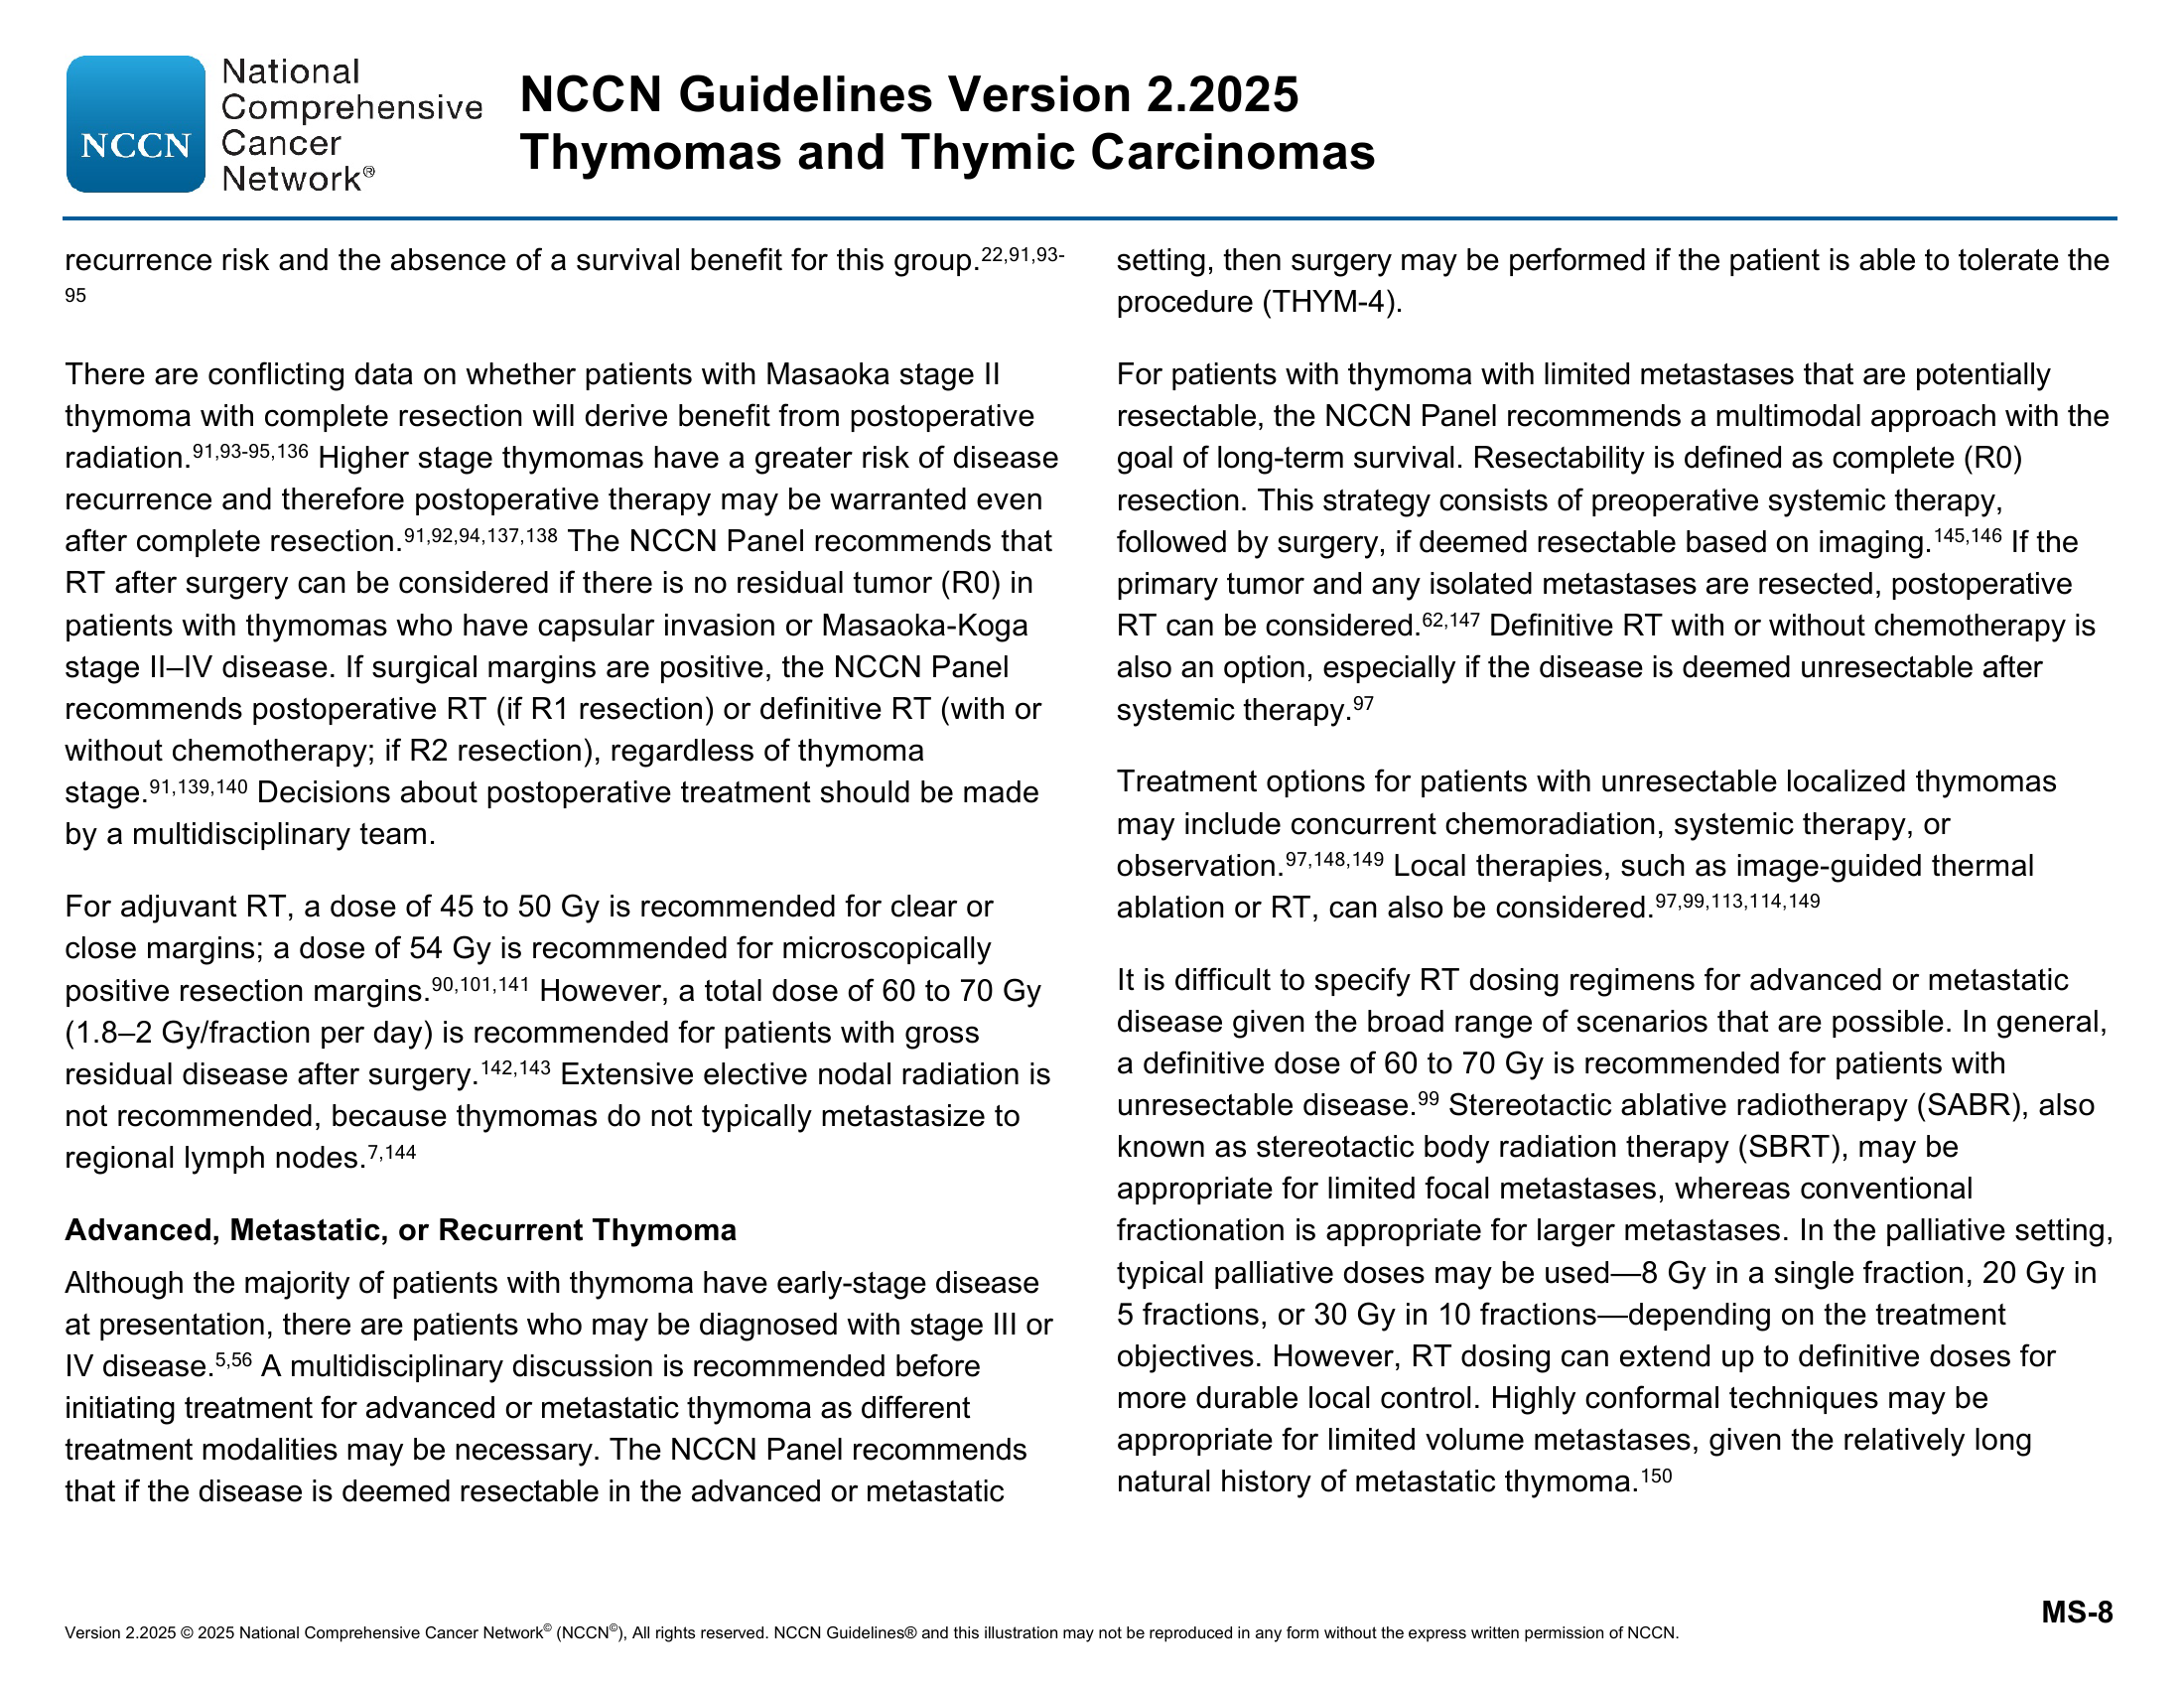 NCCN
National
Comprehensive
Cancer
Network®
NCCN Guidelines Version 2.2025
Thymomas and Thymic Carcinomas
recurrence risk and the absence of a survival benefit for this group.22,91,93-
95
There are conflicting data on whether patients with Masaoka stage II
thymoma with complete resection will derive benefit from postoperative
radiation.91,93-95,136 Higher stage thymomas have a greater risk of disease
recurrence and therefore postoperative therapy may be warranted even
after complete resection.91,92,94,137,138 The NCCN Panel recommends that
RT after surgery can be considered if there is no residual tumor (R0) in
patients with thymomas who have capsular invasion or Masaoka-Koga
stage II–IV disease. If surgical margins are positive, the NCCN Panel
recommends postoperative RT (if R1 resection) or definitive RT (with or
without chemotherapy; if R2 resection), regardless of thymoma
stage.91,139,140 Decisions about postoperative treatment should be made
by a multidisciplinary team.
For adjuvant RT, a dose of 45 to 50 Gy is recommended for clear or
close margins; a dose of 54 Gy is recommended for microscopically
positive resection margins.90,101,141 However, a total dose of 60 to 70 Gy
(1.8–2 Gy/fraction per day) is recommended for patients with gross
residual disease after surgery.142,143 Extensive elective nodal radiation is
not recommended, because thymomas do not typically metastasize to
regional lymph nodes.7,144
Advanced, Metastatic, or Recurrent Thymoma
Although the majority of patients with thymoma have early-stage disease
at presentation, there are patients who may be diagnosed with stage III or
IV disease.5,56 A multidisciplinary discussion is recommended before
initiating treatment for advanced or metastatic thymoma as different
treatment modalities may be necessary. The NCCN Panel recommends
that if the disease is deemed resectable in the advanced or metastatic
setting, then surgery may be performed if the patient is able to tolerate the
procedure (THYM-4).
For patients with thymoma with limited metastases that are potentially
resectable, the NCCN Panel recommends a multimodal approach with the
goal of long-term survival. Resectability is defined as complete (R0)
resection. This strategy consists of preoperative systemic therapy,
followed by surgery, if deemed resectable based on imaging.145,146 If the
primary tumor and any isolated metastases are resected, postoperative
RT can be considered.62,147 Definitive RT with or without chemotherapy is
also an option, especially if the disease is deemed unresectable after
systemic therapy.97
Treatment options for patients with unresectable localized thymomas
may include concurrent chemoradiation, systemic therapy, or
observation.97,148,149 Local therapies, such as image-guided thermal
ablation or RT, can also be considered.97,99,113,114,149
It is difficult to specify RT dosing regimens for advanced or metastatic
disease given the broad range of scenarios that are possible. In general,
a definitive dose of 60 to 70 Gy is recommended for patients with
unresectable disease.99 Stereotactic ablative radiotherapy (SABR), also
known as stereotactic body radiation therapy (SBRT), may be
appropriate for limited focal metastases, whereas conventional
fractionation is appropriate for larger metastases. In the palliative setting,
typical palliative doses may be used—8 Gy in a single fraction, 20 Gy in
5 fractions, or 30 Gy in 10 fractions—depending on the treatment
objectives. However, RT dosing can extend up to definitive doses for
more durable local control. Highly conformal techniques may be
appropriate for limited volume metastases, given the relatively long
natural history of metastatic thymoma.150
MS-8
Version 2.2025 © 2025 National Comprehensive Cancer Network© (NCCN©), All rights reserved. NCCN Guidelines® and this illustration may not be reproduced in any form without the express written permission of NCCN.